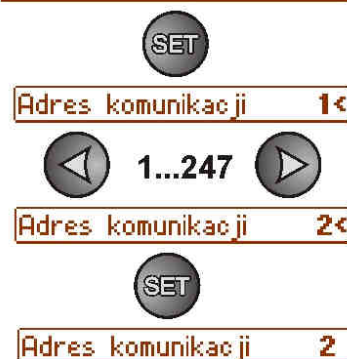 SET
Adres komunikacji 1<
1...247
Adres komunikacji 2<
SET
Adres komunikacji 2